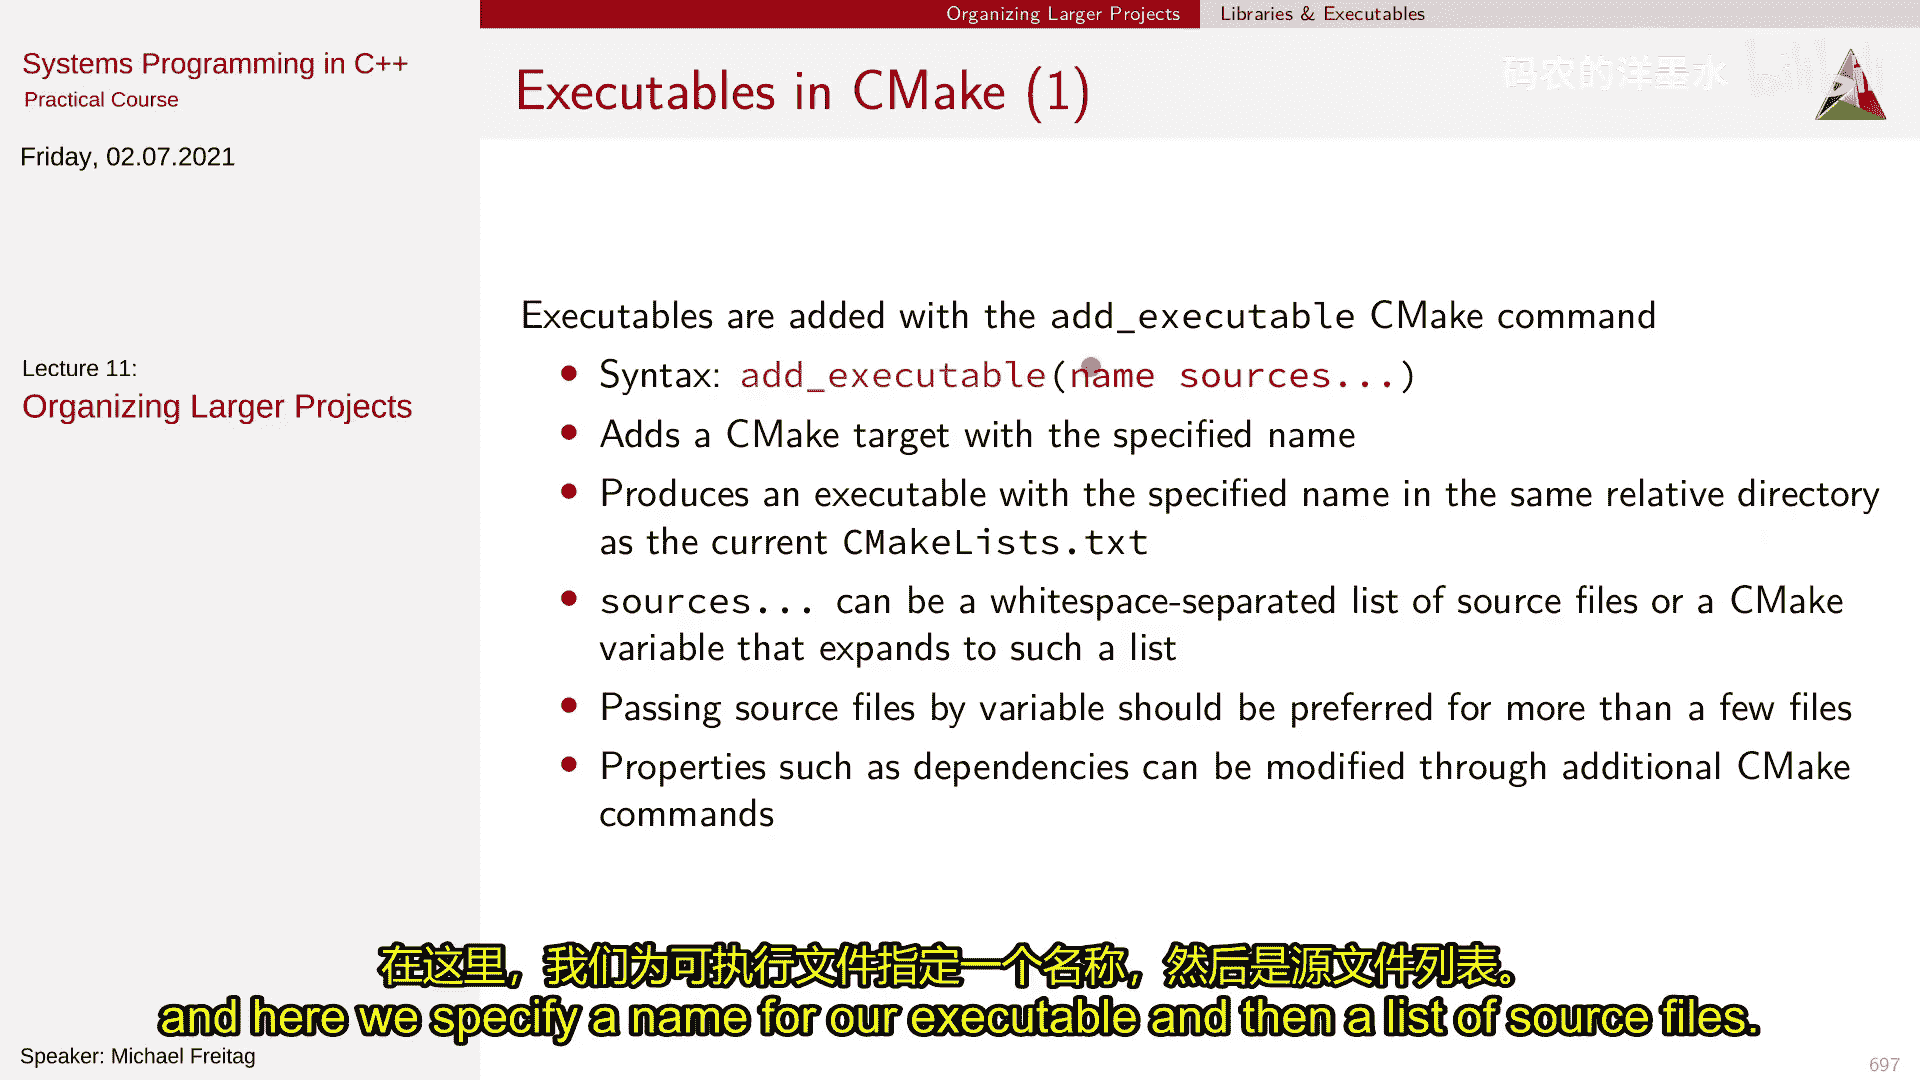 Organizing Larger Projects
Libraries & Executables
Systems Programming in C++
Practical Course
Friday, 02.07.2021
Executables in CMake (1)
码农的洋墨水
Lecture 11:
Organizing Larger Projects
Executables are added with the add_executable CMake command
Syntax: add_executable(name sources...)
Adds a CMake target with the specified name
Produces an executable with the specified name in the same relative directory
as the current CMakeLists.txt
sources... can be a whitespace-separated list of source files or a CMake
variable that expands to such a list
Passing source files by variable should be preferred for more than a few files
Properties such as dependencies can be modified through additional CMake
commands
在这里，我们为可执行文件指定一个名称，然后是源文件列表。
and here we specify a name for our executable and then a list of source files.
Speaker: Michael Freitag
697